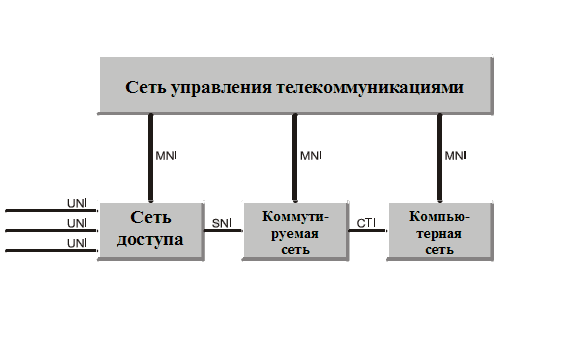 Сеть управления телекоммуникациями
MNI
MNI
MNI
UNI
UNI
UNI
Сеть
доступа
SNI
Коммути-
руемая
сеть
CTI
Компью-
терная
сеть